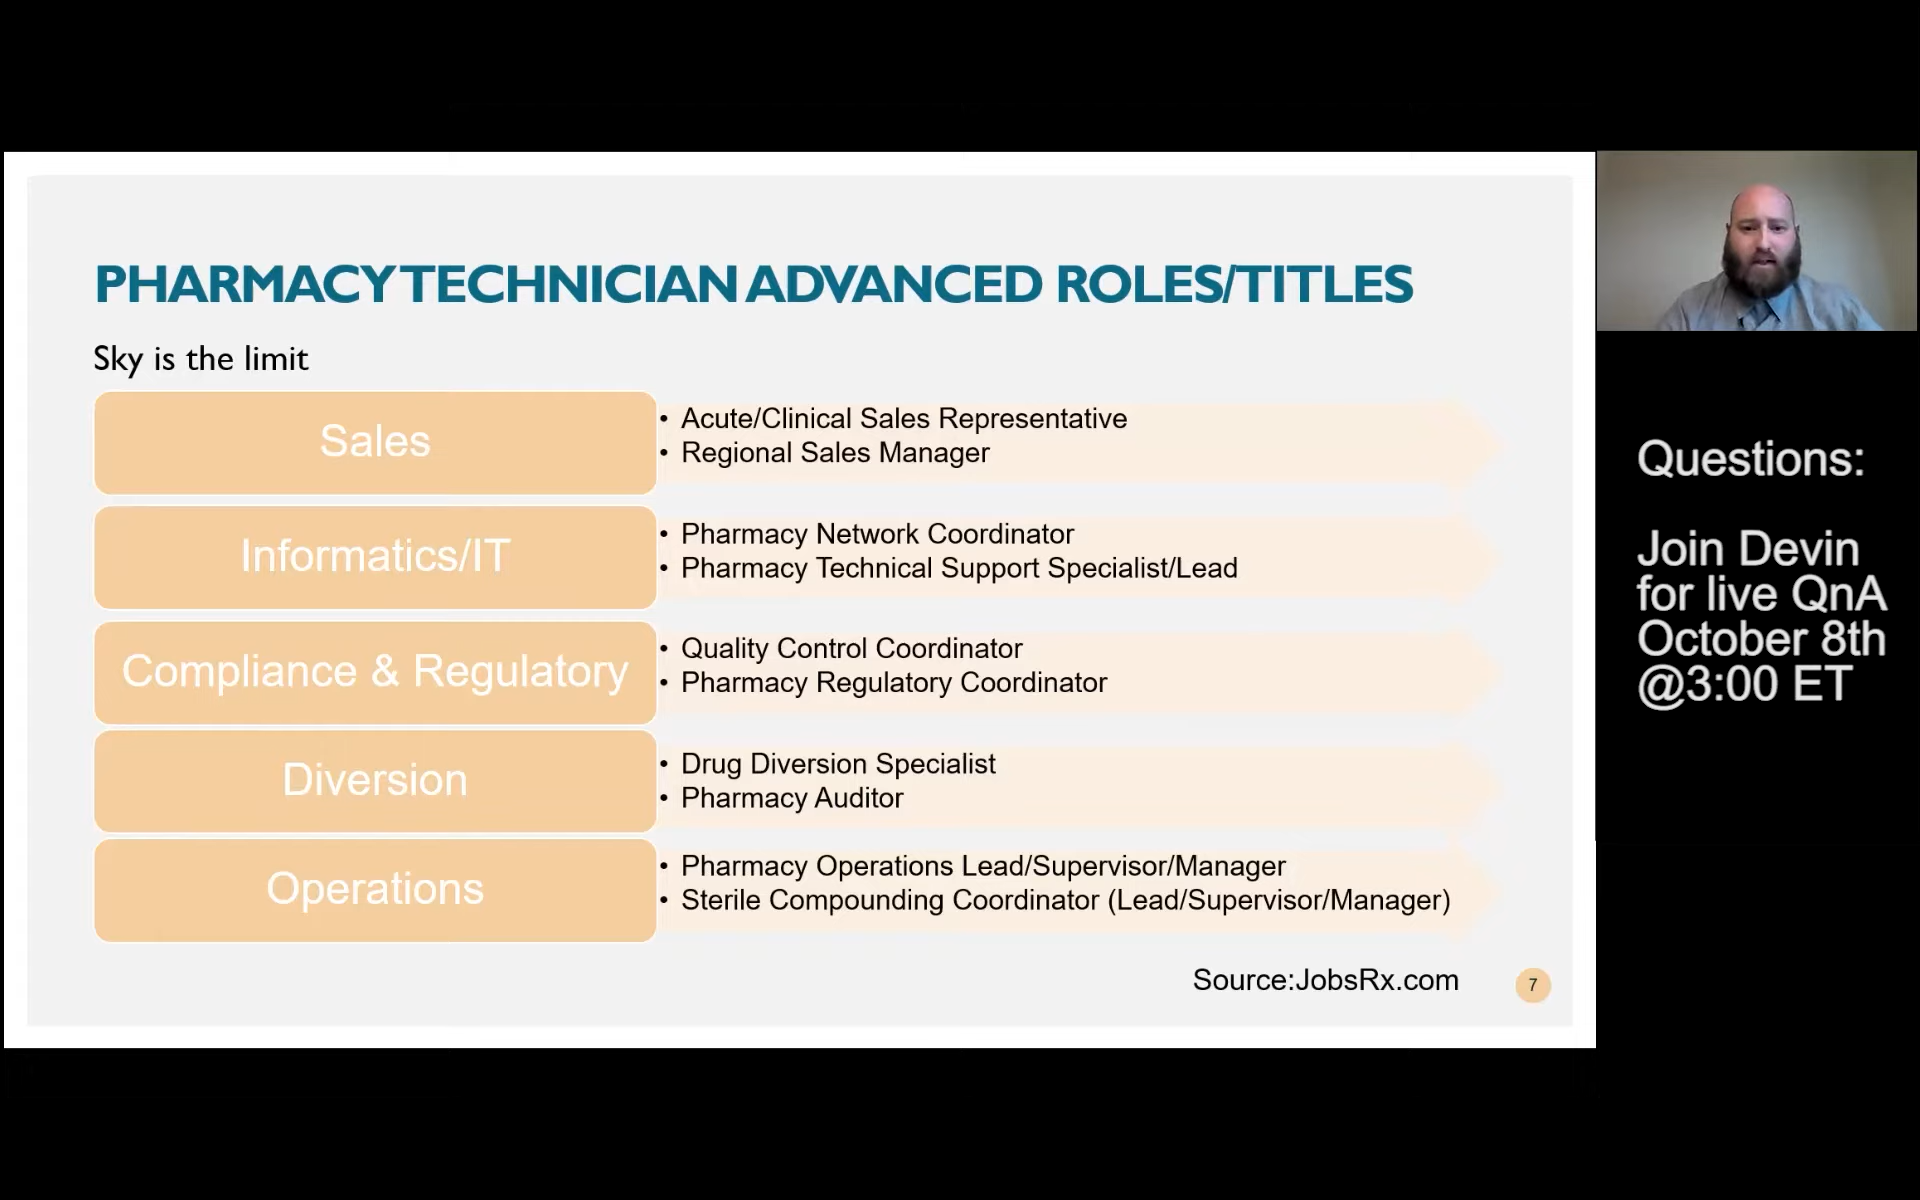 PHARMACY TECHNICIAN ADVANCED ROLES/TITLES
Sky is the limit
Sales
• Acute/Clinical Sales Representative
• Regional Sales Manager
Informatics/IT
• Pharmacy Network Coordinator
• Pharmacy Technical Support Specialist/Lead
Compliance & Regulatory
• Quality Control Coordinator
• Pharmacy Regulatory Coordinator
Diversion
• Drug Diversion Specialist
• Pharmacy Auditor
Operations
• Pharmacy Operations Lead/Supervisor/Manager
• Sterile Compounding Coordinator (Lead/Supervisor/Manager)
Source:JobsRx.com
7
Questions:
Join Devin
for live QnA
October 8th
@3:00 ET